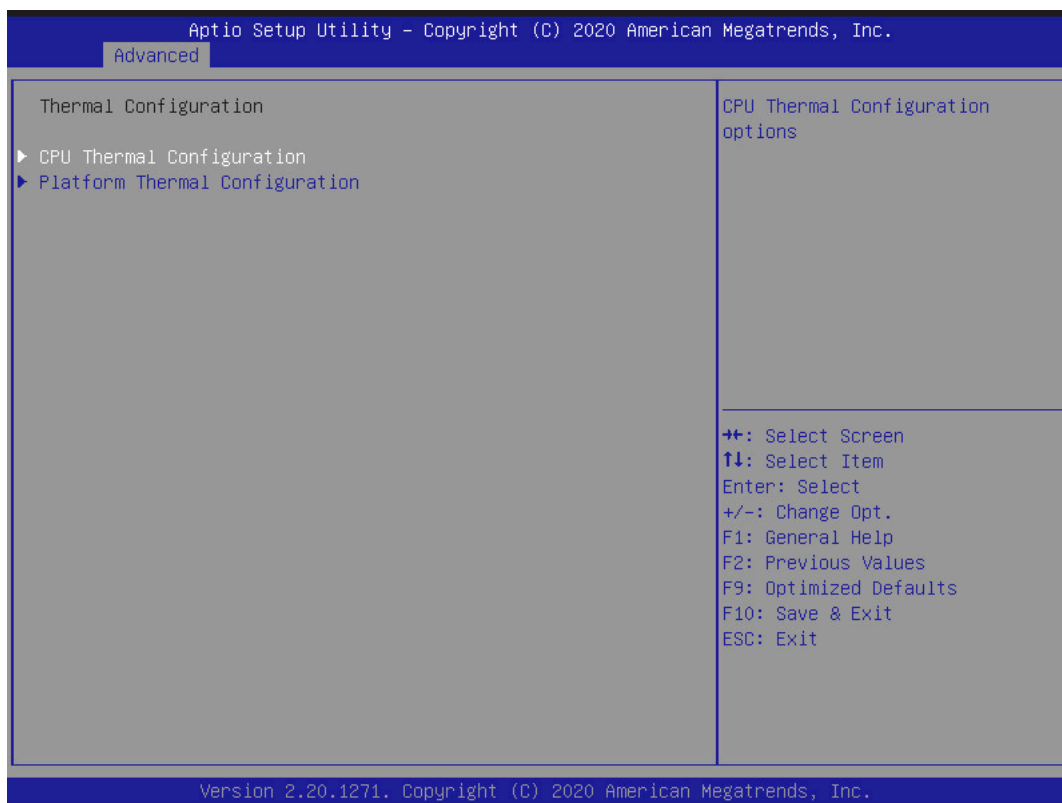 Aptio Setup Utility – Copyright (C) 2020 American Megatrends, Inc.
Advanced
Thermal Configuration
▶ CPU Thermal Configuration
▶ Platform Thermal Configuration
CPU Thermal Configuration
options
→←: Select Screen
↑↓: Select Item
Enter: Select
+/-: Change Opt.
F1: General Help
F2: Previous Values
F9: Optimized Defaults
F10: Save & Exit
ESC: Exit
Version 2.20.1271. Copyright (C) 2020 American Megatrends, Inc.